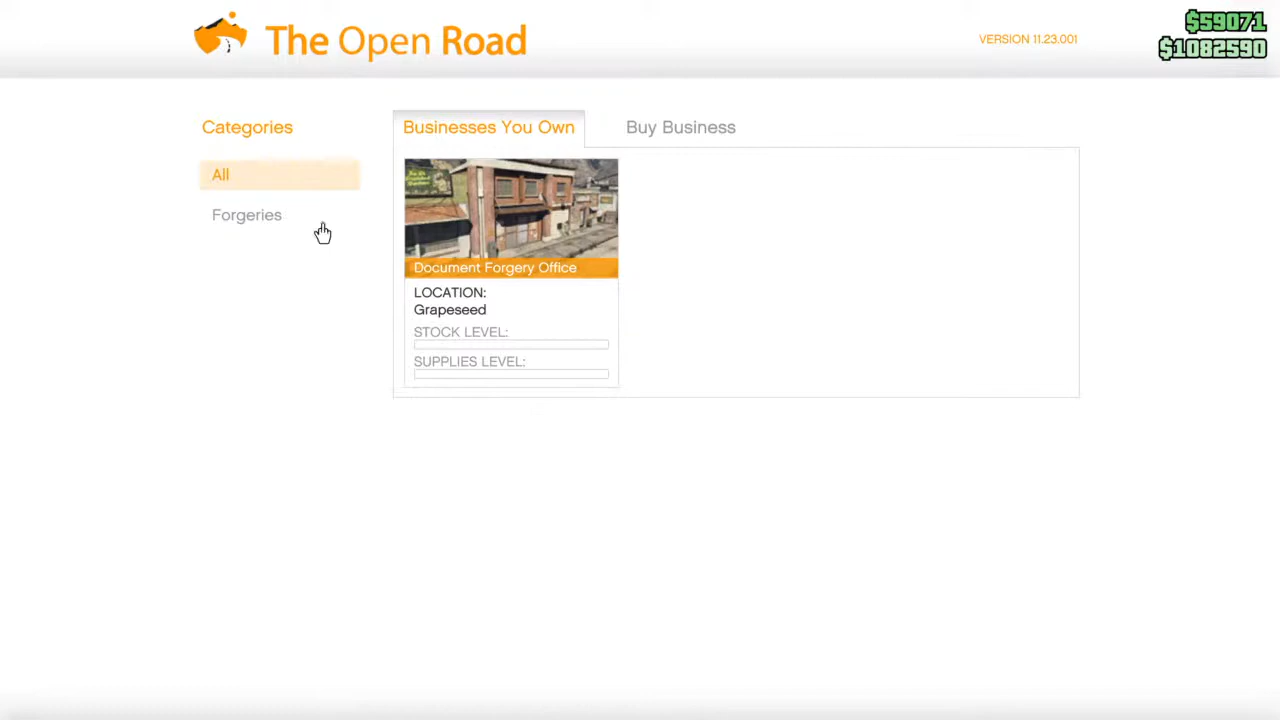 The Open Road
VERSION 11.23.001
$59071
$1082590
Categories
All
Forgeries
Businesses You Own
Buy Business
Document Forgery Office
LOCATION:
Grapeseed
STOCK LEVEL:
SUPPLIES LEVEL: